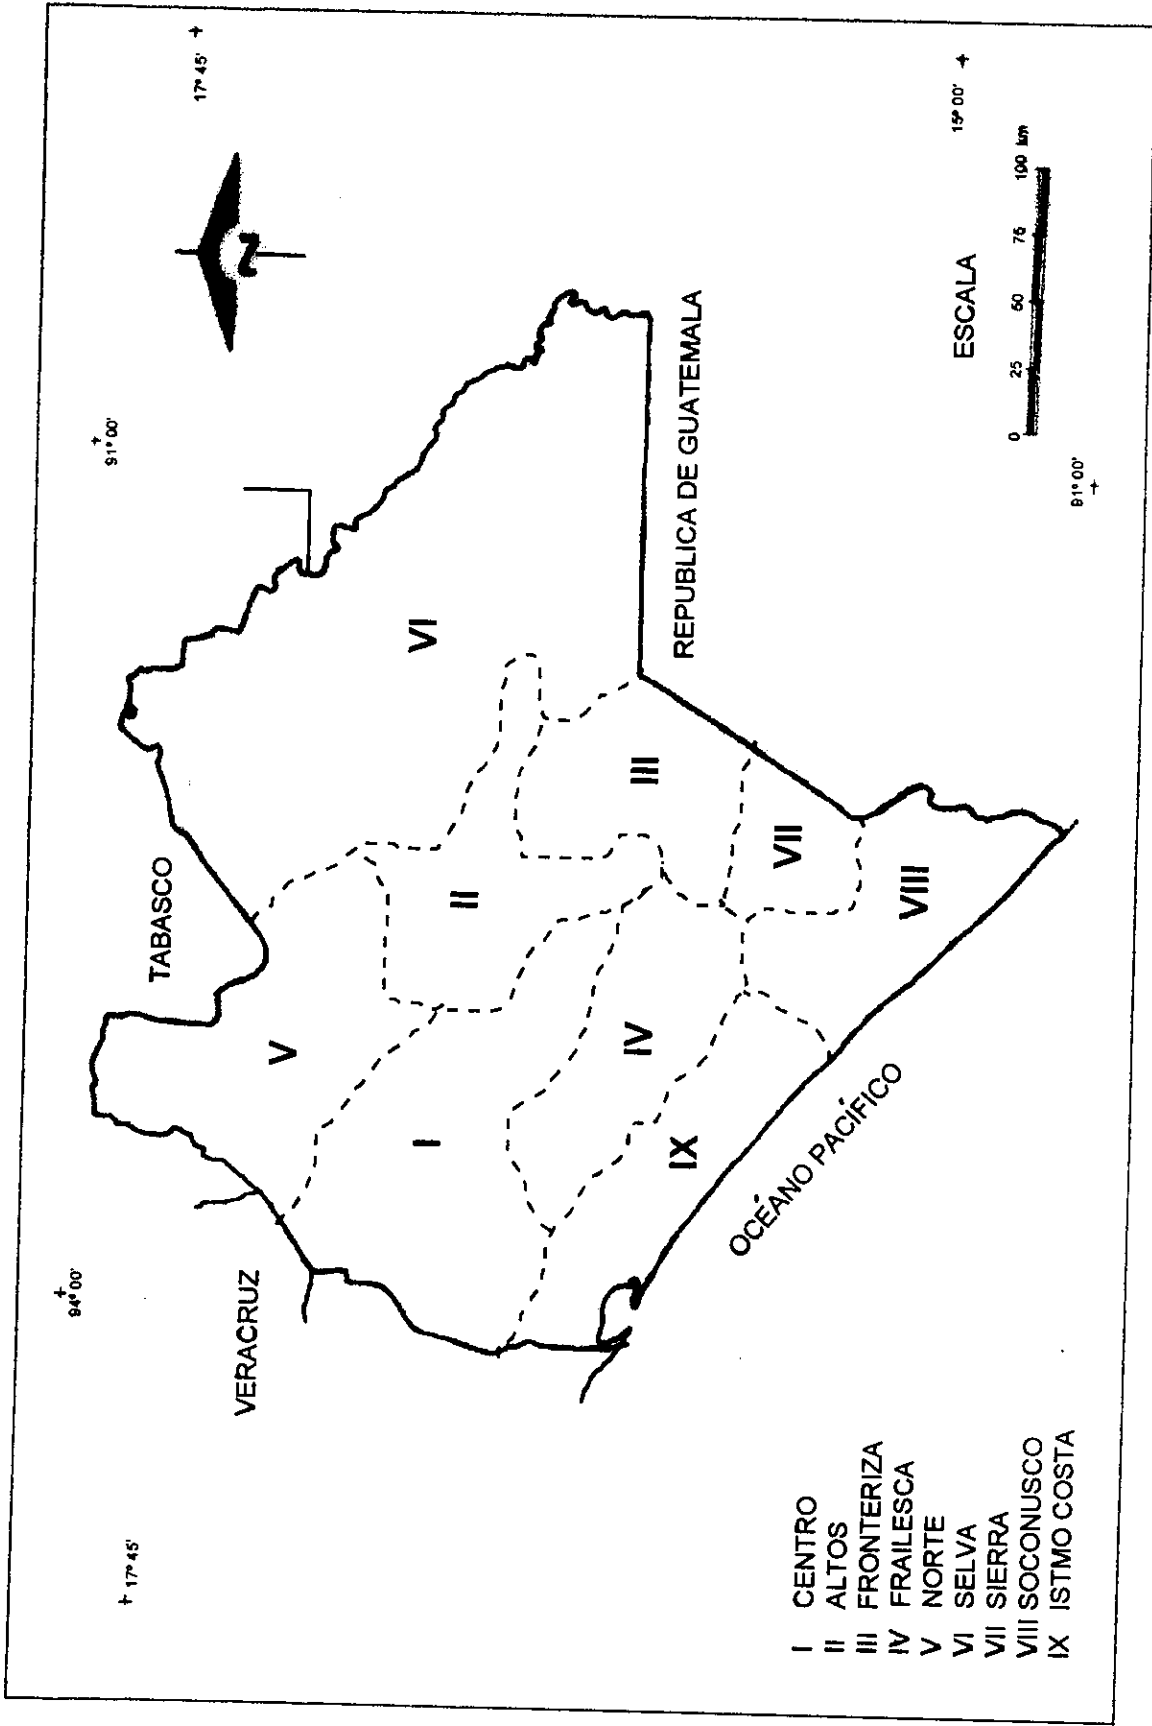 + 17° 45'
94° 00'
+
91° 00'
+
17° 45' +
N
TABASCO
VERACRUZ
V
I
II
VI
III
IV
IX
VII
VIII
REPUBLICA DE GUATEMALA
OCÉANO PACÍFICO
I CENTRO
II ALTOS
III FRONTERIZA
IV FRAILESCA
V NORTE
VI SELVA
VII SIERRA
VIII SOCONUSCO
IX ISTMO COSTA
15° 00' +
ESCALA
0 25 50 75 100 km
91° 00'
+